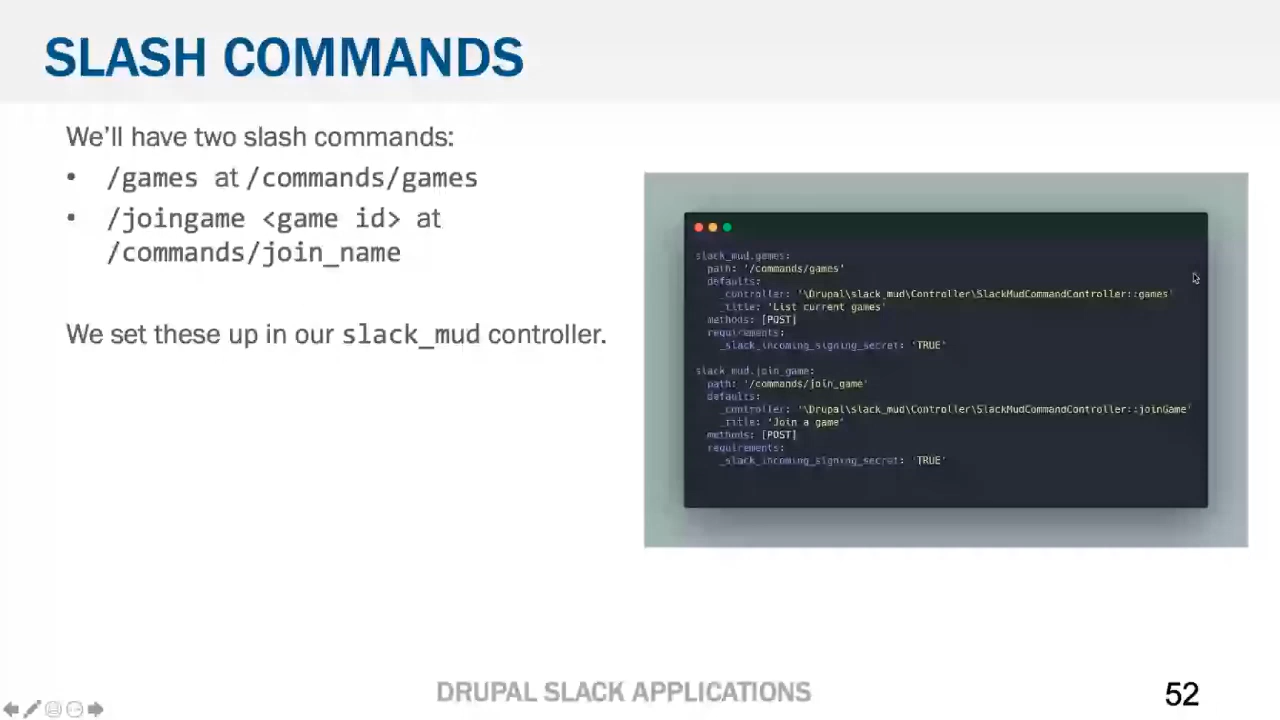 SLASH COMMANDS
We'll have two slash commands:
• /games at /commands/games
• /joingame <game id> at
/commands/join_name
We set these up in our slack_mud controller.
slack_mud.games:
path: '/commands/games'
defaults:
_controller: '\Drupal\slack_mud\Controller\SlackMudCommandController::games'
_title: 'List current games'
methods: [POST]
requirements:
_slack_incoming_signing_secret: 'TRUE'
slack_mud.join_game:
path: '/commands/join_game'
defaults:
_controller: '\Drupal\slack_mud\Controller\SlackMudCommandController::joinGame'
_title: 'Join a game'
methods: [POST]
requirements:
_slack_incoming_signing_secret: 'TRUE'
DRUPAL SLACK APPLICATIONS
52